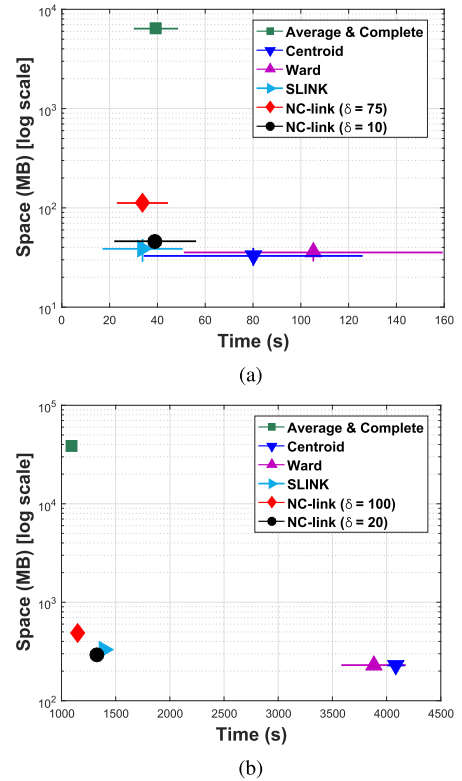 10^4
10^3
10^2
10^1
Space (MB) [log scale]
Average & Complete
Centroid
Ward
SLINK
NC-link (δ = 75)
NC-link (δ = 10)
0 20 40 60 80 100 120 140 160
Time (s)
(a)
10^5
10^4
10^3
10^2
Space (MB) [log scale]
Average & Complete
Centroid
Ward
SLINK
NC-link (δ = 100)
NC-link (δ = 20)
1000 1500 2000 2500 3000 3500 4000 4500
Time (s)
(b)